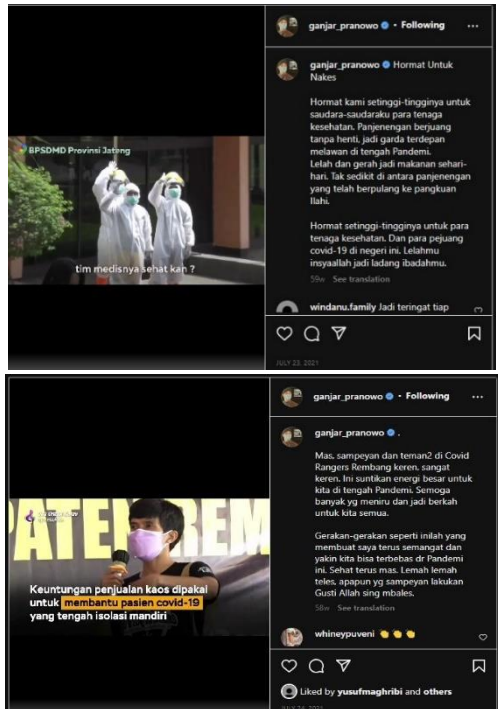 ganjar_pranowo • Following
BPSDMD Provinsi Jateng
tim medisnya sehat kan ?
ganjar_pranowo Hormat Untuk
Nakes
Hormat kami setinggi-tingginya untuk
saudara-saudaraku para tenaga
kesehatan. Panjenengan berjuang
tanpa henti, jadi garda terdepan
melawan di tengah Pandemi.
Lelah dan gerah jadi makanan sehari-
hari. Tak sedikit di antara panjenengan
yang telah berpulang ke pangkuan
Ilahi.
Hormat setinggi-tingginya untuk para
tenaga kesehatan. Dan para pejuang
covid-19 di negeri ini. Lelahmu
insyaallah jadi ladang ibadahmu.
59w See translation
windanu.family Jadi teringat tiap
JULY 23, 2021
ganjar_pranowo • Following
Keuntungan penjualan kaos dipakai
untuk membantu pasien covid-19
yang tengah isolasi mandiri
ganjar_pranowo .
Mas, sampeyan dan teman2 di Covid
Rangers Rembang keren, sangat
keren. Ini suntikan energi besar untuk
kita di tengah Pandemi. Semoga
banyak yg meniru dan jadi berkah
untuk kita semua.
Gerakan-gerakan seperti inilah yang
membuat saya terus semangat dan
yakin kita bisa terbebas dr Pandemi
ini. Sehat terus mas. Lemah lemah
teles, apapun yg sampeyan lakukan
Gusti Allah sing mbales.
58w See translation
whineypuveni 👏 👏 👏
Liked by yusufmaghribi and others